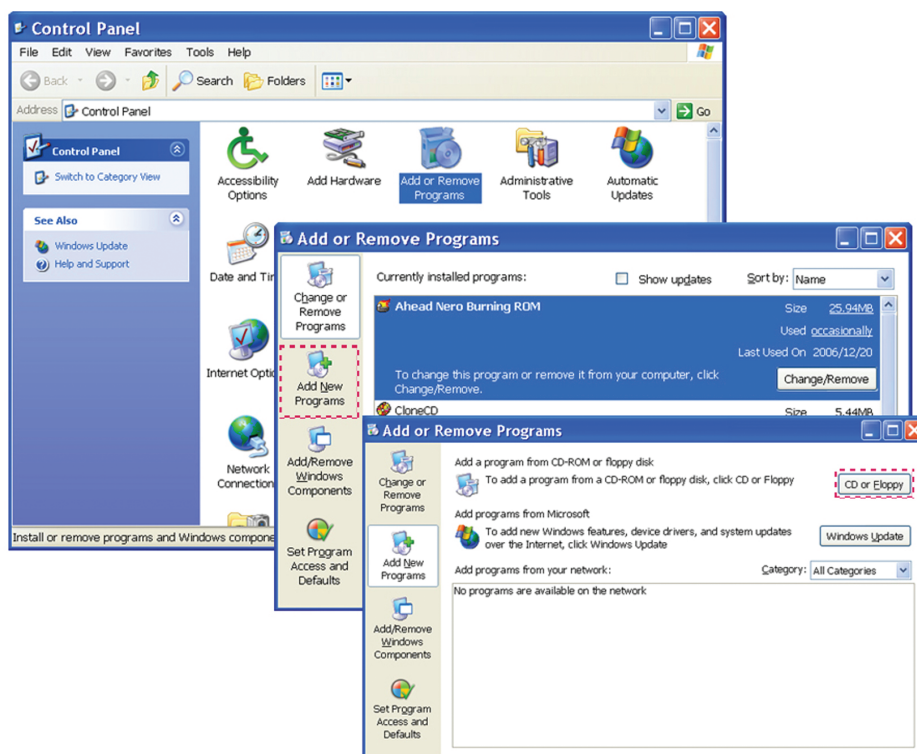 Control Panel
File Edit View Favorites Tools Help
Back Search Folders
Address Control Panel Go
Control Panel
Switch to Category View
See Also
Windows Update
Help and Support
Accessibility
Options
Add Hardware
Add or Remove
Programs
Administrative
Tools
Automatic
Updates
Date and Tim
Internet Optio
Network
Connection
Install or remove programs and Windows compone
Add or Remove Programs
Change or
Remove
Programs
Add New
Programs
Add/Remove
Windows
Components
Set Program
Access and
Defaults
Currently installed programs:
Show updates
Sort by: Name
Ahead Nero Burning ROM
Size 25.94MB
Used occasionally
Last Used On 2006/12/20
To change this program or remove it from your computer, click
Change/Remove.
Change/Remove
CloneCD
Size 5.44MB
Add or Remove Programs
Change or
Remove
Programs
Add New
Programs
Add/Remove
Windows
Components
Set Program
Access and
Defaults
Add a program from CD-ROM or floppy disk
To add a program from a CD-ROM or floppy disk, click CD or Floppy
CD or Floppy
Add programs from Microsoft
To add new Windows features, device drivers, and system updates
over the Internet, click Windows Update
Windows Update
Add programs from your network:
Category: All Categories
No programs are available on the network